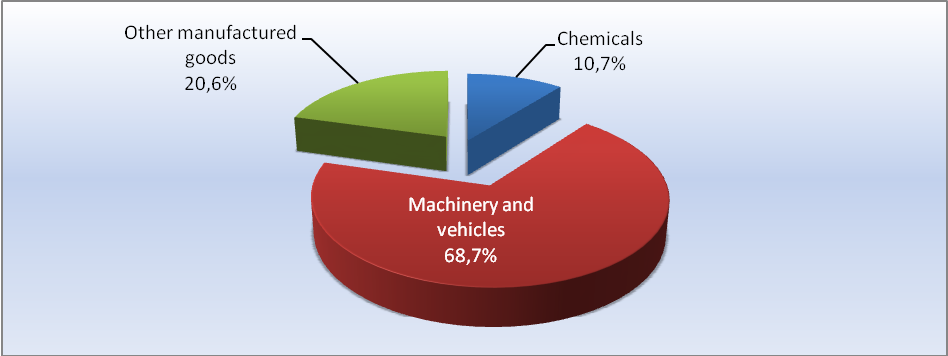 Other manufactured
goods
20,6%
Chemicals
10,7%
Machinery and
vehicles
68,7%